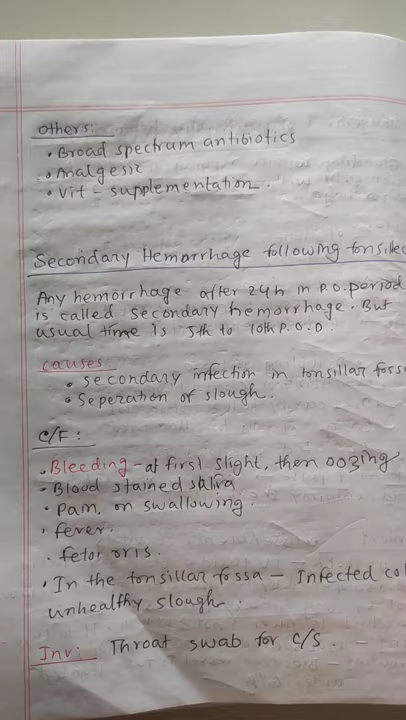 Others:
• Broad spectrum antibiotics
• Analgesic
• Vit - supplementation.
Secondary Hemorrhage following tonsillec
Any hemorrhage after 24h in P.O. period
is called secondary hemorrhage. But
usual time is 5th to 10th P.O.D.
Causes:
• Secondary infection in tonsillar foss
• Seperation of slough.
C/F:
• Bleeding - at first slight, then oozing
• Blood stained saliva
• Pain on swallowing.
• fever.
• fetor oris.
• In the tonsillar fossa - Infected co
unhealthy slough.
Inv: Throat swab for C/S.